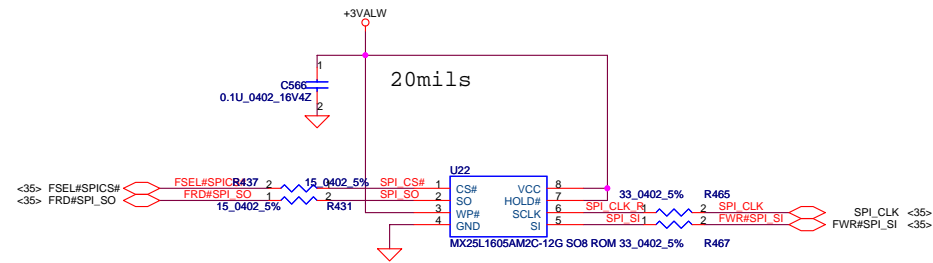 +3VALW
1
C566
0.1U_0402_16V4Z
2
20mils
U22
<35> FSEL#SPICS#
FSEL#SPICS#
R437
2
15_0402_5%
1
SPI_CS#
1
CS#
VCC
8
<35> FRD#SPI_SO
FRD#SPI_SO
1
15_0402_5%
2
R431
SPI_SO
2
SO
HOLD#
7
3
WP#
SCLK
6
SPI_CLK_R
1
33_0402_5%
2
R465
SPI_CLK
SPI_CLK <35>
4
GND
SI
5
SPI_SI
1
33_0402_5%
2
R467
FWR#SPI_SI
FWR#SPI_SI <35>
MX25L1605AM2C-12G SO8 ROM